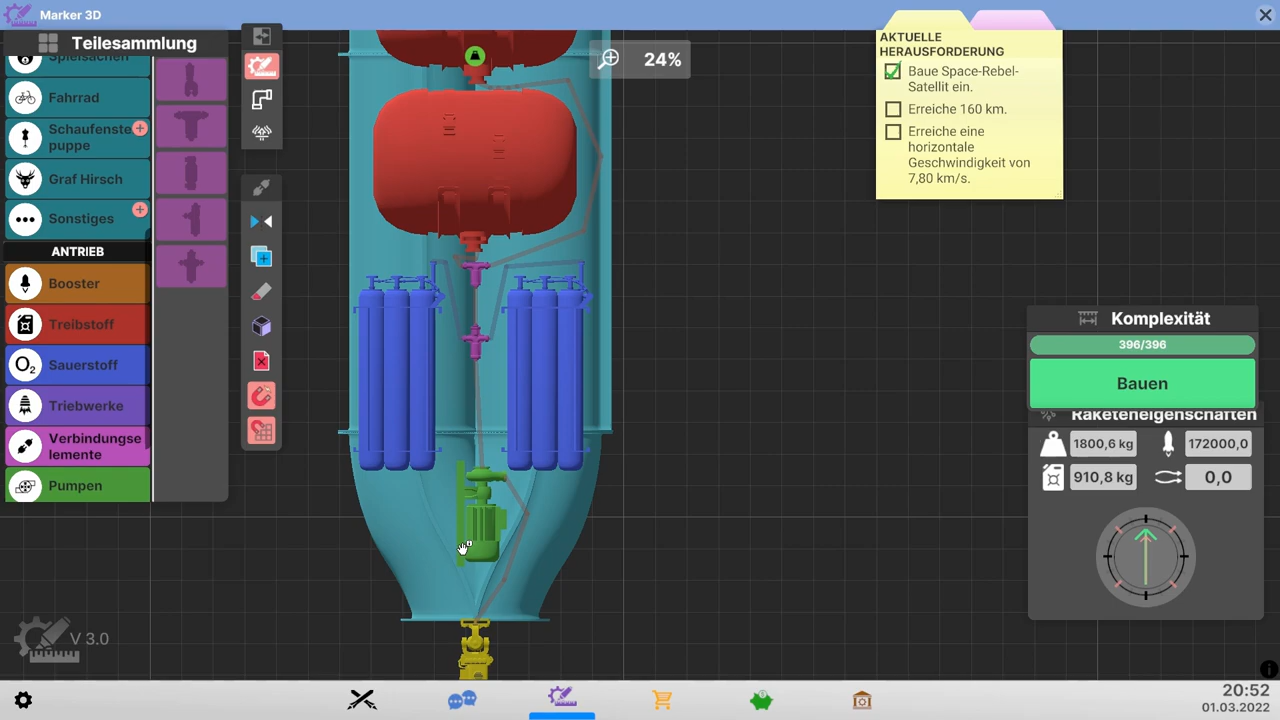 Marker 3D
Teilesammlung
Spielsachen
Fahrrad
Schaufenste
puppe
Graf Hirsch
Sonstiges
ANTRIEB
Booster
Treibstoff
O2 Sauerstoff
Triebwerke
Verbindungse
lemente
Pumpen
24%
AKTUELLE
HERAUSFORDERUNG
Baue Space-Rebel-
Satellit ein.
Erreiche 160 km.
Erreiche eine
horizontale
Geschwindigkeit von
7,80 km/s.
Komplexität
396/396
Bauen
Raketeneigenschaften
1800,6 kg
172000,0
910,8 kg
0,0
V 3.0
20:52
01.03.2022